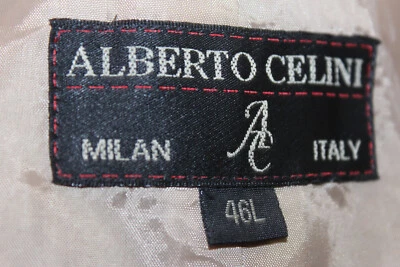 ALBERTO CELINI
AC
MILAN ITALY
46L